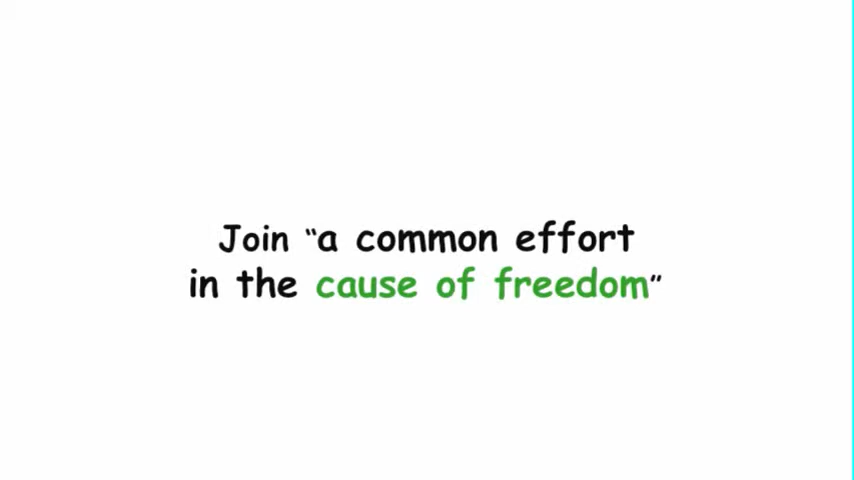 Join “a common effort
in the cause of freedom”